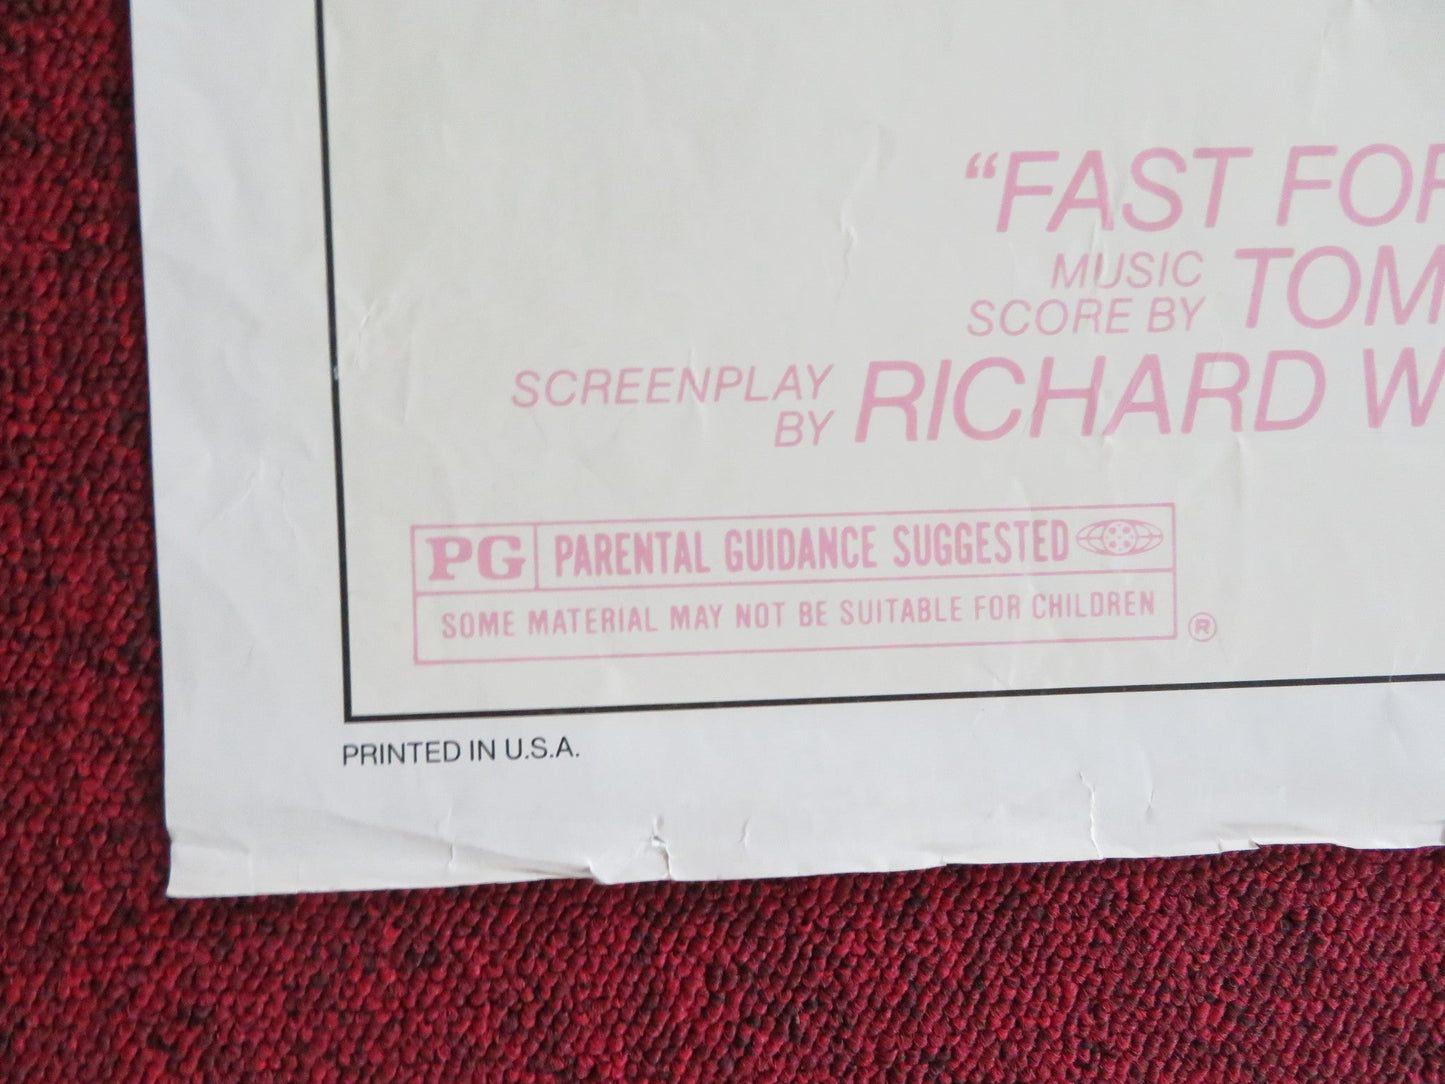 “FAST FOR
MUSIC
SCORE BY TOM
SCREENPLAY
BY RICHARD W
PG PARENTAL GUIDANCE SUGGESTED
SOME MATERIAL MAY NOT BE SUITABLE FOR CHILDREN
®
PRINTED IN U.S.A.